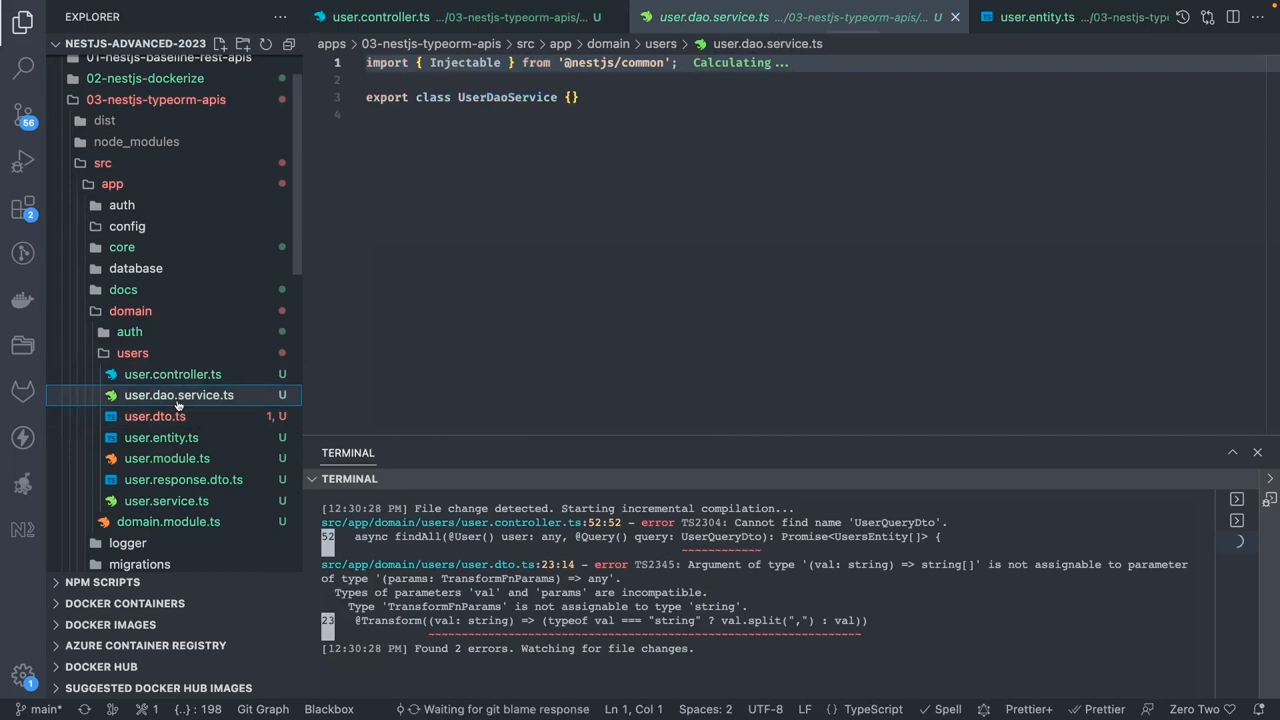 EXPLORER
NESTJS-ADVANCED-2023
01-nestjs-baseline-rest-apis
02-nestjs-dockerize
03-nestjs-typeorm-apis
dist
node_modules
src
app
auth
config
core
database
docs
domain
auth
users
user.controller.ts U
user.dao.service.ts U
user.dto.ts 1, U
user.entity.ts U
user.module.ts U
user.response.dto.ts U
user.service.ts U
domain.module.ts U
logger
migrations
NPM SCRIPTS
DOCKER CONTAINERS
DOCKER IMAGES
AZURE CONTAINER REGISTRY
DOCKER HUB
SUGGESTED DOCKER HUB IMAGES
56
2
1
user.controller.ts .../03-nestjs-typeorm-apis/... U
user.dao.service.ts .../03-nestjs-typeorm-apis/... U
user.entity.ts .../03-nestjs-typ
apps > 03-nestjs-typeorm-apis > src > app > domain > users > user.dao.service.ts
1 import { Injectable } from '@nestjs/common'; Calculating...
2
3 export class UserDaoService {}
4
TERMINAL
TERMINAL
[12:30:28 PM] File change detected. Starting incremental compilation...
src/app/domain/users/user.controller.ts:52:52 - error TS2304: Cannot find name 'UserQueryDto'.
52 async findAll(@User() user: any, @Query() query: UserQueryDto): Promise<UsersEntity[]> {
~~~~~~~~~~~~
src/app/domain/users/user.dto.ts:23:14 - error TS2345: Argument of type '(val: string) => string[]' is not assignable to parameter
of type '(params: TransformFnParams) => any'.
Types of parameters 'val' and 'params' are incompatible.
Type 'TransformFnParams' is not assignable to type 'string'.
23 @Transform((val: string) => (typeof val === "string" ? val.split(",") : val))
~~~~~~~~~~~~~~~~~~~~~~~~~~~~~~~~~~~~~~~~~~~~~~~~~~~~~~~~~~~~~~~~~
[12:30:28 PM] Found 2 errors. Watching for file changes.
main* 1 {..} : 198 Git Graph Blackbox Waiting for git blame response Ln 1, Col 1 Spaces: 2 UTF-8 LF {} TypeScript Spell Prettier+ Prettier Zero Two